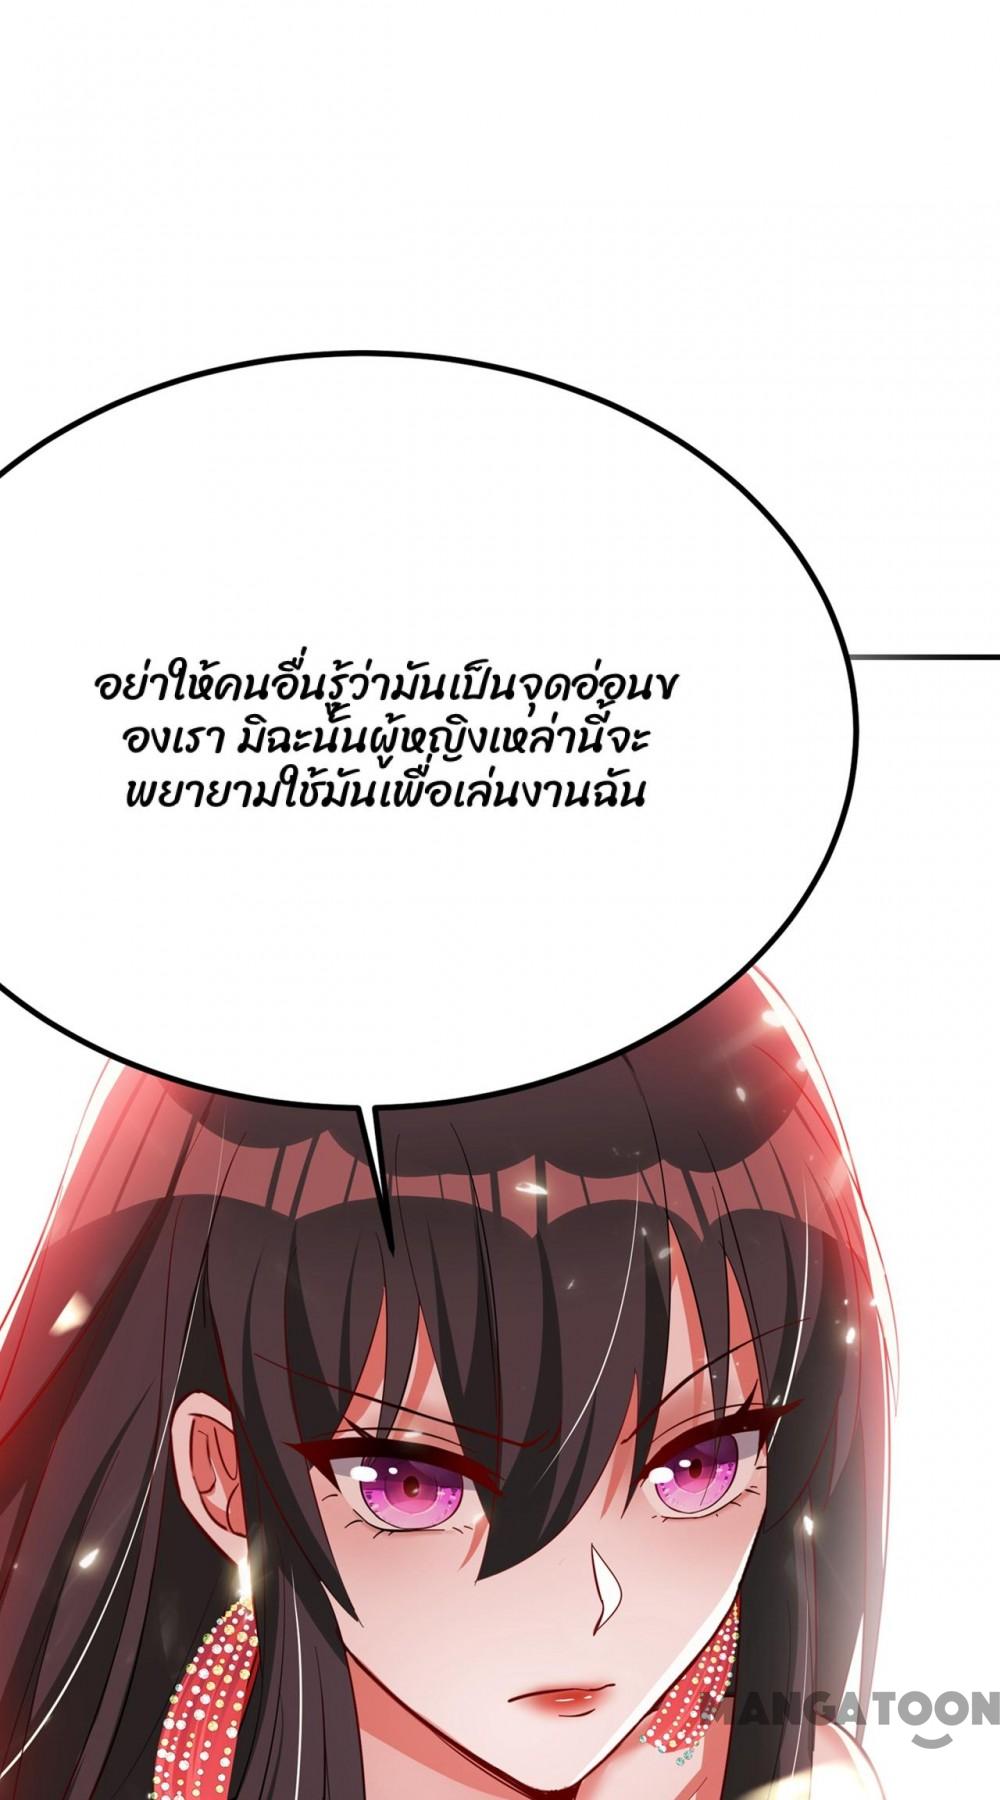 อย่าให้คนอื่นรู้ว่ามันเป็นจุดอ่อนข
องเรา มิฉะนั้นผู้หญิงเหล่านี้จะ
พยายามใช้มันเพื่อเล่นงานฉัน
MANGATOON